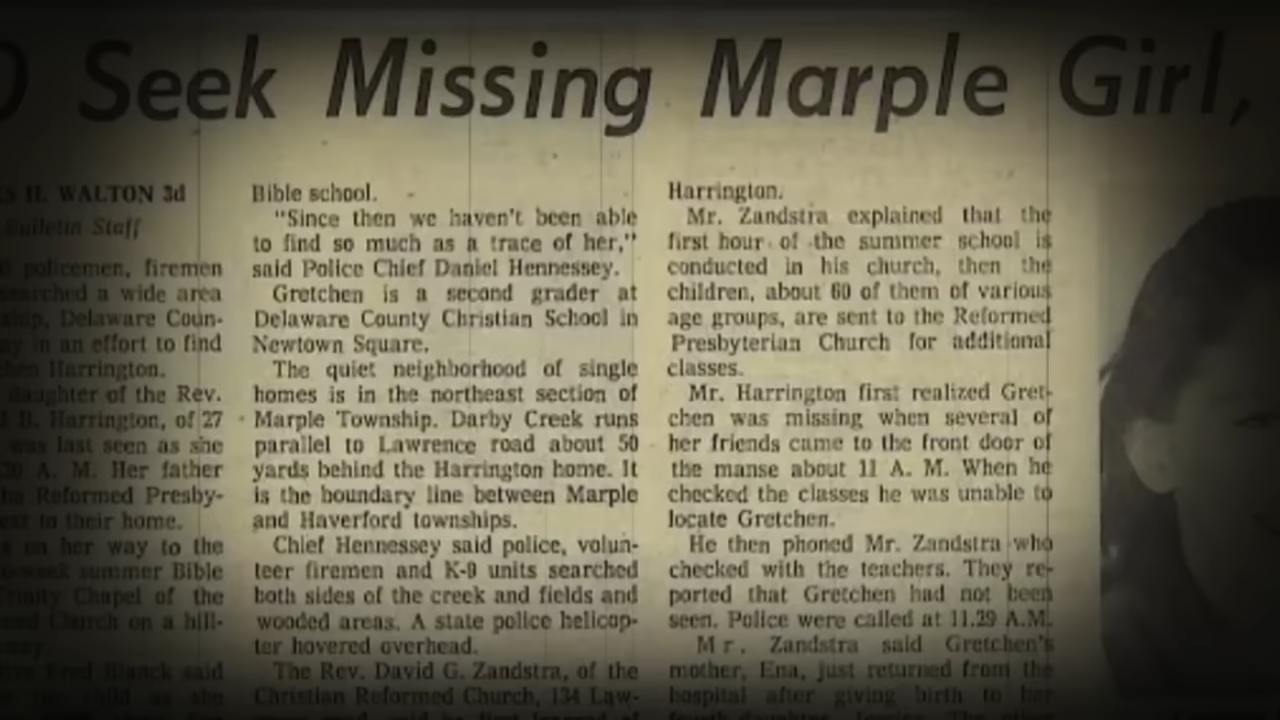 Seek Missing Marple Girl,
H. WALTON 3d
Bulletin Staff
policemen, firemen
searched a wide area
Delaware Coun-
in an effort to find
Harrington.
daughter of the Rev.
B. Harrington, of 27
was last seen as she
A. M. Her father
Reformed Presby-
to their home.
on her way to the
summer Bible
Trinity Chapel of the
Church on a hill-
said
child as she
Bible school.
"Since then we haven't been able
to find so much as a trace of her,"
said Police Chief Daniel Hennessey.
Gretchen is a second grader at
Delaware County Christian School in
Newtown Square.
The quiet neighborhood of single
homes is in the northeast section of
Marple Township. Darby Creek runs
parallel to Lawrence road about 50
yards behind the Harrington home. It
is the boundary line between Marple
and Haverford townships.
Chief Hennessey said police, volun-
teer firemen and K-9 units searched
both sides of the creek and fields and
wooded areas. A state police helicop-
ter hovered overhead.
The Rev. David G. Zandstra, of the
Christian Reformed Church, 134 Law-
Harrington.
Mr. Zandstra explained that the
first hour of the summer school is
conducted in his church, then the
children, about 60 of them of various
age groups, are sent to the Reformed
Presbyterian Church for additional
classes.
Mr. Harrington first realized Gret-
chen was missing when several of
her friends came to the front door of
the manse about 11 A. M. When he
checked the classes he was unable to
locate Gretchen.
He then phoned Mr. Zandstra who
checked with the teachers. They re-
ported that Gretchen had not been
seen. Police were called at 11.29 A.M.
Mr. Zandstra said Gretchen's
mother, Ena, just returned from the
hospital after giving birth to her